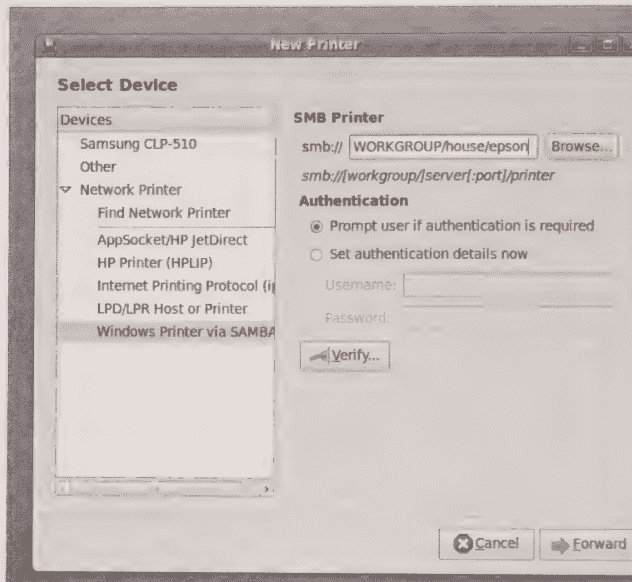 New Printer
Select Device
Devices
Samsung CLP-510
Other
Network Printer
Find Network Printer
AppSocket/HP JetDirect
HP Printer (HPLIP)
Internet Printing Protocol (ip
LPD/LPR Host or Printer
Windows Printer via SAMBA
SMB Printer
smb:// WORKGROUP/house/epson Browse...
smb://[workgroup/]server[:port]/printer
Authentication
Prompt user if authentication is required
Set authentication details now
Username:
Password:
Verify...
Cancel Forward